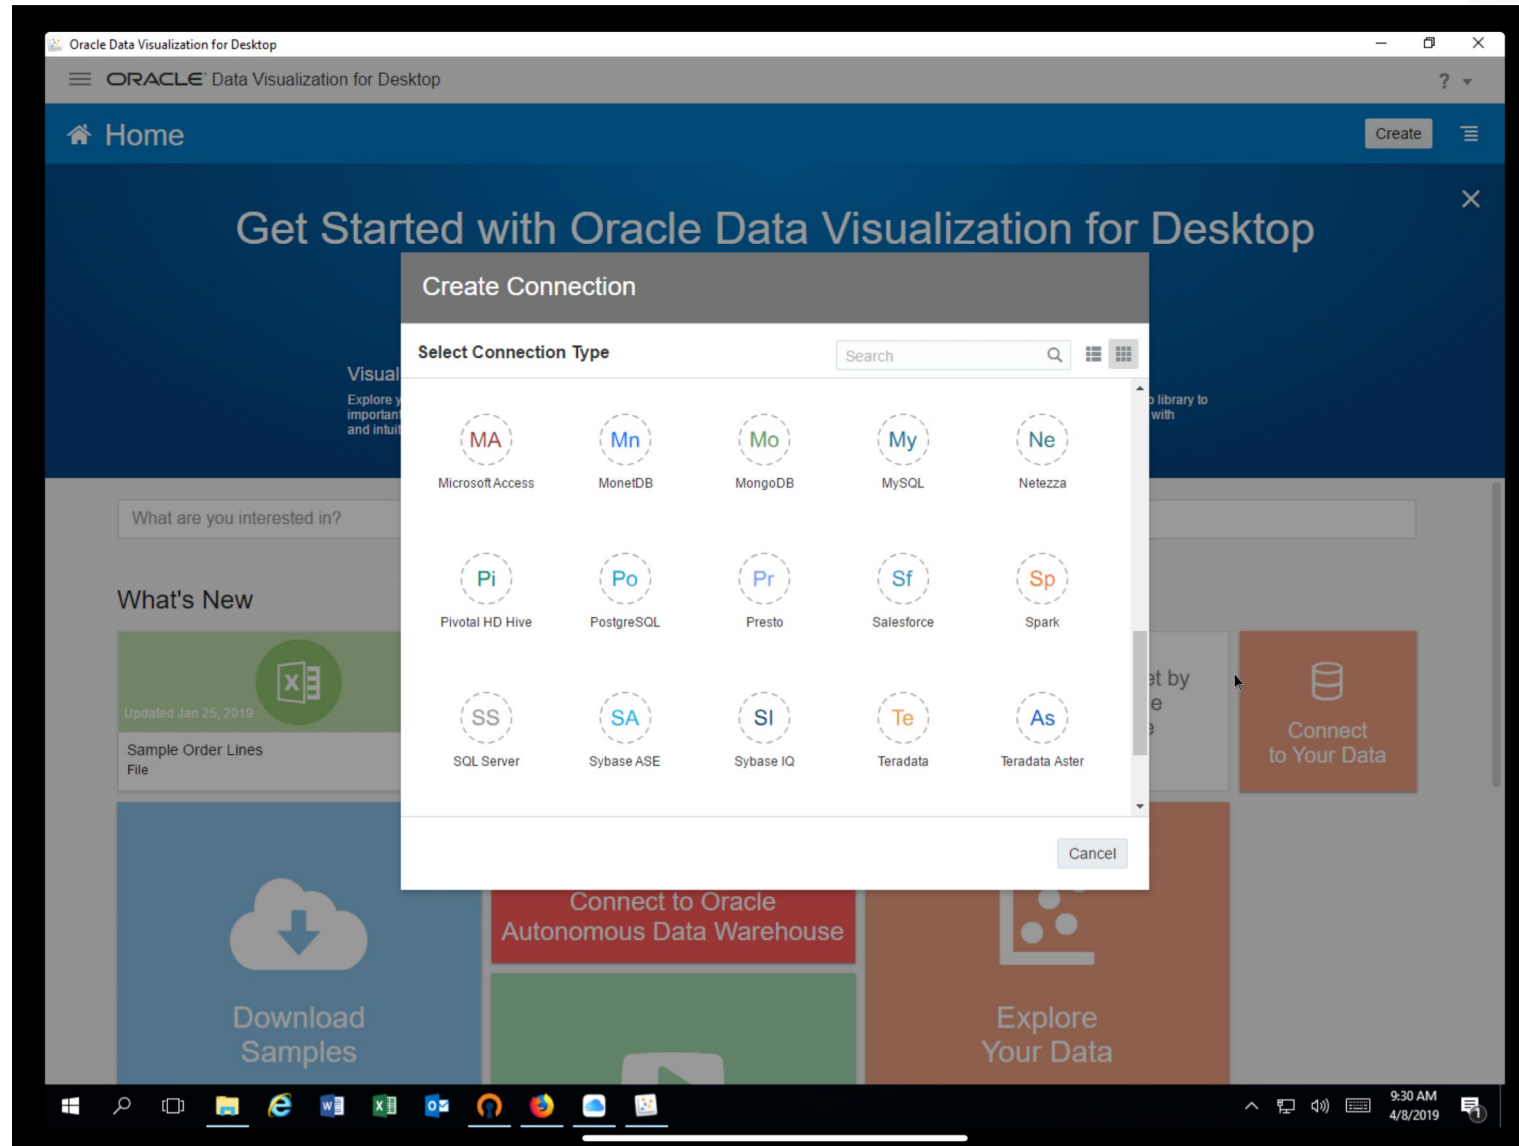 Oracle Data Visualization for Desktop
ORACLE Data Visualization for Desktop
?
Home
Create
Get Started with Oracle Data Visualization for Desktop
Create Connection
Select Connection Type
Search
Visual
Explore y
important
and intuit
library to
with
MA
Mn
Mo
My
Ne
Microsoft Access
MonetDB
MongoDB
MySQL
Netezza
What are you interested in?
Pi
Po
Pr
Sf
Sp
Pivotal HD Hive
PostgreSQL
Presto
Salesforce
Spark
What's New
Updated Jan 25, 2019
Sample Order Lines
File
SS
SA
SI
Te
As
SQL Server
Sybase ASE
Sybase IQ
Teradata
Teradata Aster
by
Connect
to Your Data
Cancel
Connect to Oracle
Autonomous Data Warehouse
Download
Samples
Explore
Your Data
9:30 AM
4/8/2019
1